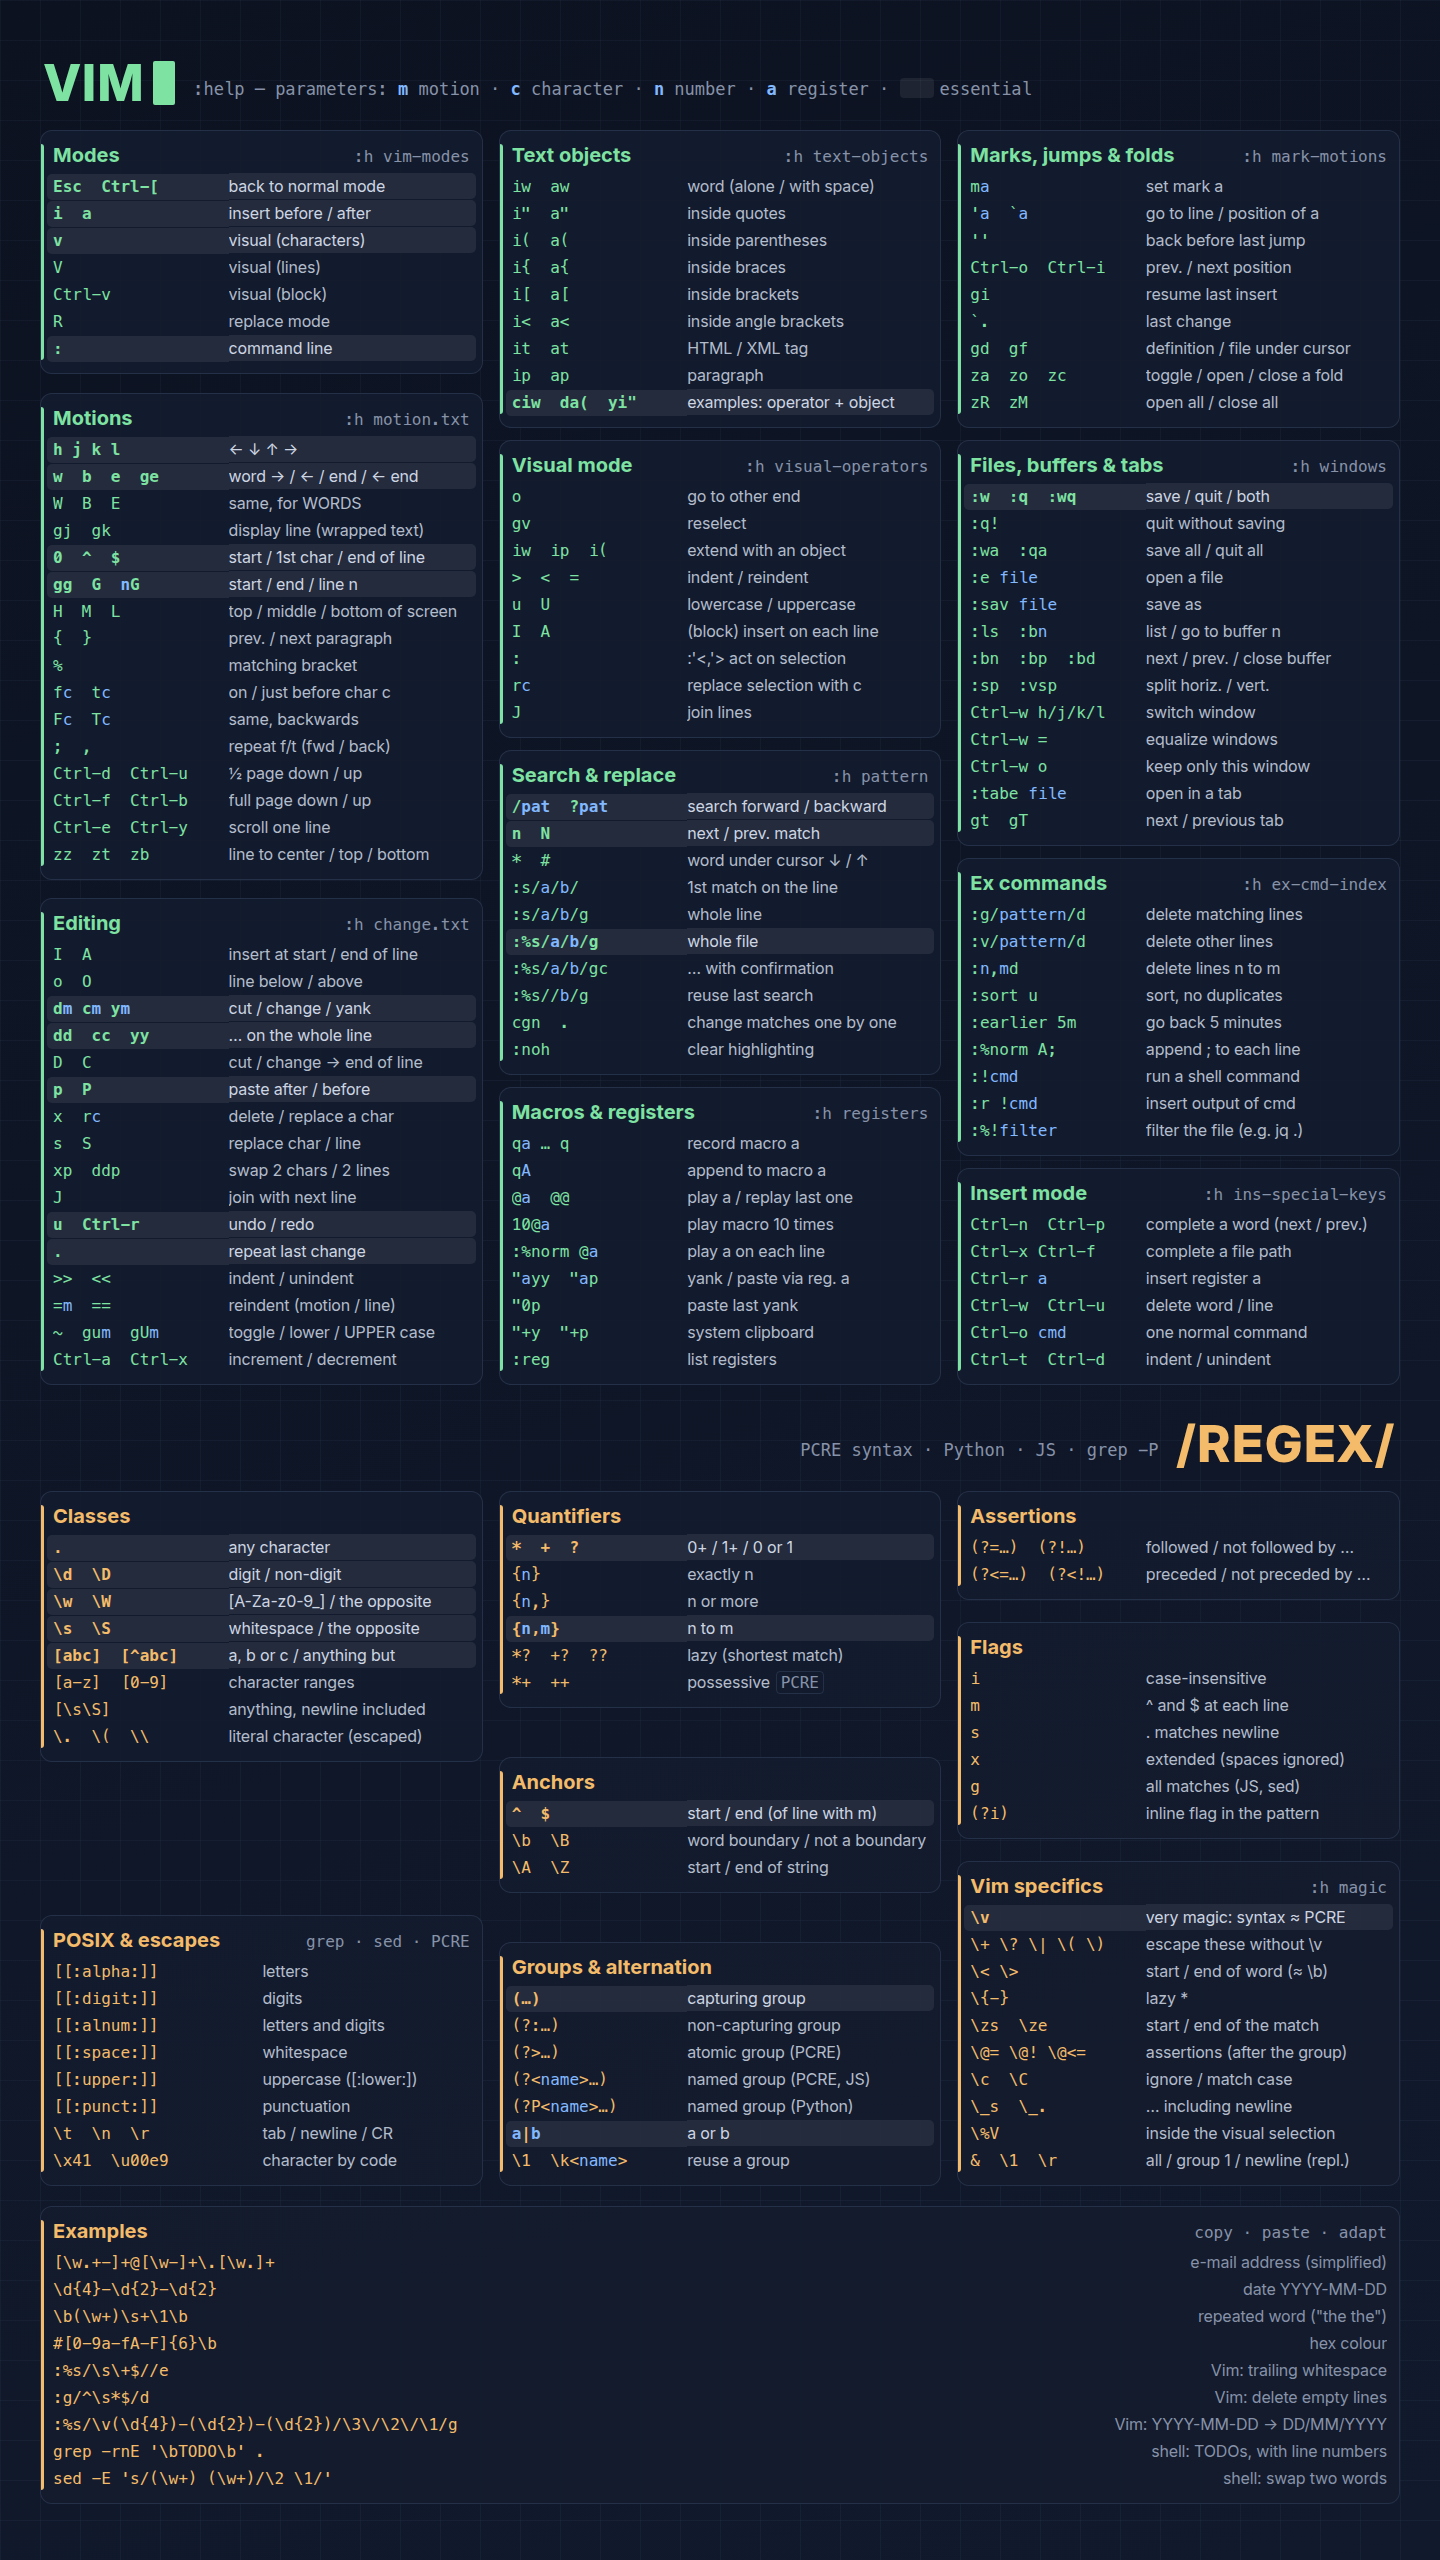 VIM
:help – parameters: m motion · c character · n number · a register · essential
Modes :h vim-modes
Esc Ctrl-[ back to normal mode
i a insert before / after
v visual (characters)
V visual (lines)
Ctrl-v visual (block)
R replace mode
: command line
Motions :h motion.txt
h j k l ← ↓ ↑ →
w b e ge word → / ← / end / ← end
W B E same, for WORDS
gj gk display line (wrapped text)
0 ^ $ start / 1st char / end of line
gg G nG start / end / line n
H M L top / middle / bottom of screen
{ } prev. / next paragraph
% matching bracket
fc tc on / just before char c
Fc Tc same, backwards
; , repeat f/t (fwd / back)
Ctrl-d Ctrl-u ½ page down / up
Ctrl-f Ctrl-b full page down / up
Ctrl-e Ctrl-y scroll one line
zz zt zb line to center / top / bottom
Editing :h change.txt
I A insert at start / end of line
o O line below / above
dm cm ym cut / change / yank
dd cc yy … on the whole line
D C cut / change → end of line
p P paste after / before
x rc delete / replace a char
s S replace char / line
xp ddp swap 2 chars / 2 lines
J join with next line
u Ctrl-r undo / redo
. repeat last change
>> << indent / unindent
=m == reindent (motion / line)
~ gum gUm toggle / lower / UPPER case
Ctrl-a Ctrl-x increment / decrement
Text objects :h text-objects
iw aw word (alone / with space)
i" a" inside quotes
i( a( inside parentheses
i{ a{ inside braces
i[ a[ inside brackets
i< a< inside angle brackets
it at HTML / XML tag
ip ap paragraph
ciw da( yi" examples: operator + object
Visual mode :h visual-operators
o go to other end
gv reselect
iw ip i( extend with an object
> < = indent / reindent
u U lowercase / uppercase
I A (block) insert on each line
: :'<,'> act on selection
rc replace selection with c
J join lines
Search & replace :h pattern
/pat ?pat search forward / backward
n N next / prev. match
* # word under cursor ↓ / ↑
:s/a/b/ 1st match on the line
:s/a/b/g whole line
:%s/a/b/g whole file
:%s/a/b/gc … with confirmation
:%s//b/g reuse last search
cgn . change matches one by one
:noh clear highlighting
Macros & registers :h registers
qa … q record macro a
qA append to macro a
@a @@ play a / replay last one
10@a play macro 10 times
:%norm @a play a on each line
"ayy "ap yank / paste via reg. a
"0p paste last yank
"+y "+p system clipboard
:reg list registers
Marks, jumps & folds :h mark-motions
ma set mark a
'a `a go to line / position of a
'' back before last jump
Ctrl-o Ctrl-i prev. / next position
gi resume last insert
`. last change
gd gf definition / file under cursor
za zo zc toggle / open / close a fold
zR zM open all / close all
Files, buffers & tabs :h windows
:w :q :wq save / quit / both
:q! quit without saving
:wa :qa save all / quit all
:e file open a file
:sav file save as
:ls :bn list / go to buffer n
:bn :bp :bd next / prev. / close buffer
:sp :vsp split horiz. / vert.
Ctrl-w h/j/k/l switch window
Ctrl-w = equalize windows
Ctrl-w o keep only this window
:tabe file open in a tab
gt gT next / previous tab
Ex commands :h ex-cmd-index
:g/pattern/d delete matching lines
:v/pattern/d delete other lines
:n,md delete lines n to m
:sort u sort, no duplicates
:earlier 5m go back 5 minutes
:%norm A; append ; to each line
:!cmd run a shell command
:r !cmd insert output of cmd
:%!filter filter the file (e.g. jq .)
Insert mode :h ins-special-keys
Ctrl-n Ctrl-p complete a word (next / prev.)
Ctrl-x Ctrl-f complete a file path
Ctrl-r a insert register a
Ctrl-w Ctrl-u delete word / line
Ctrl-o cmd one normal command
Ctrl-t Ctrl-d indent / unindent
PCRE syntax · Python · JS · grep -P /REGEX/
Classes
. any character
\d \D digit / non-digit
\w \W [A-Za-z0-9_] / the opposite
\s \S whitespace / the opposite
[abc] [^abc] a, b or c / anything but
[a-z] [0-9] character ranges
[\s\S] anything, newline included
\. \( \\ literal character (escaped)
POSIX & escapes grep · sed · PCRE
[[:alpha:]] letters
[[:digit:]] digits
[[:alnum:]] letters and digits
[[:space:]] whitespace
[[:upper:]] uppercase ([:lower:])
[[:punct:]] punctuation
\t \n \r tab / newline / CR
\x41 \u00e9 character by code
Quantifiers
* + ? 0+ / 1+ / 0 or 1
{n} exactly n
{n,} n or more
{n,m} n to m
*? +? ?? lazy (shortest match)
*+ ++ possessive PCRE
Anchors
^ $ start / end (of line with m)
\b \B word boundary / not a boundary
\A \Z start / end of string
Groups & alternation
(…) capturing group
(?:…) non-capturing group
(?>…) atomic group (PCRE)
(?<name>…) named group (PCRE, JS)
(?P<name>…) named group (Python)
a|b a or b
\1 \k<name> reuse a group
Assertions
(?=…) (?!…) followed / not followed by …
(?<=…) (?<!…) preceded / not preceded by …
Flags
i case-insensitive
m ^ and $ at each line
s . matches newline
x extended (spaces ignored)
g all matches (JS, sed)
(?i) inline flag in the pattern
Vim specifics :h magic
\v very magic: syntax ≈ PCRE
\+ \? \| \( \) escape these without \v
\< \> start / end of word (≈ \b)
\{-} lazy *
\zs \ze start / end of the match
\@= \@! \@<= assertions (after the group)
\c \C ignore / match case
\_s \_. … including newline
\%V inside the visual selection
& \1 \r all / group 1 / newline (repl.)
Examples copy · paste · adapt
[\w.+-]+@[\w-]+\.[\w.]+ e-mail address (simplified)
\d{4}-\d{2}-\d{2} date YYYY-MM-DD
\b(\w+)\s+\1\b repeated word ("the the")
#[0-9a-fA-F]{6}\b hex colour
:%s/\s\+$//e Vim: trailing whitespace
:g/^\s*$/d Vim: delete empty lines
:%s/\v(\d{4})-(\d{2})-(\d{2})/\3\/\2\/\1/g Vim: YYYY-MM-DD → DD/MM/YYYY
grep -rnE '\bTODO\b' . shell: TODOs, with line numbers
sed -E 's/(\w+) (\w+)/\2 \1/' shell: swap two words